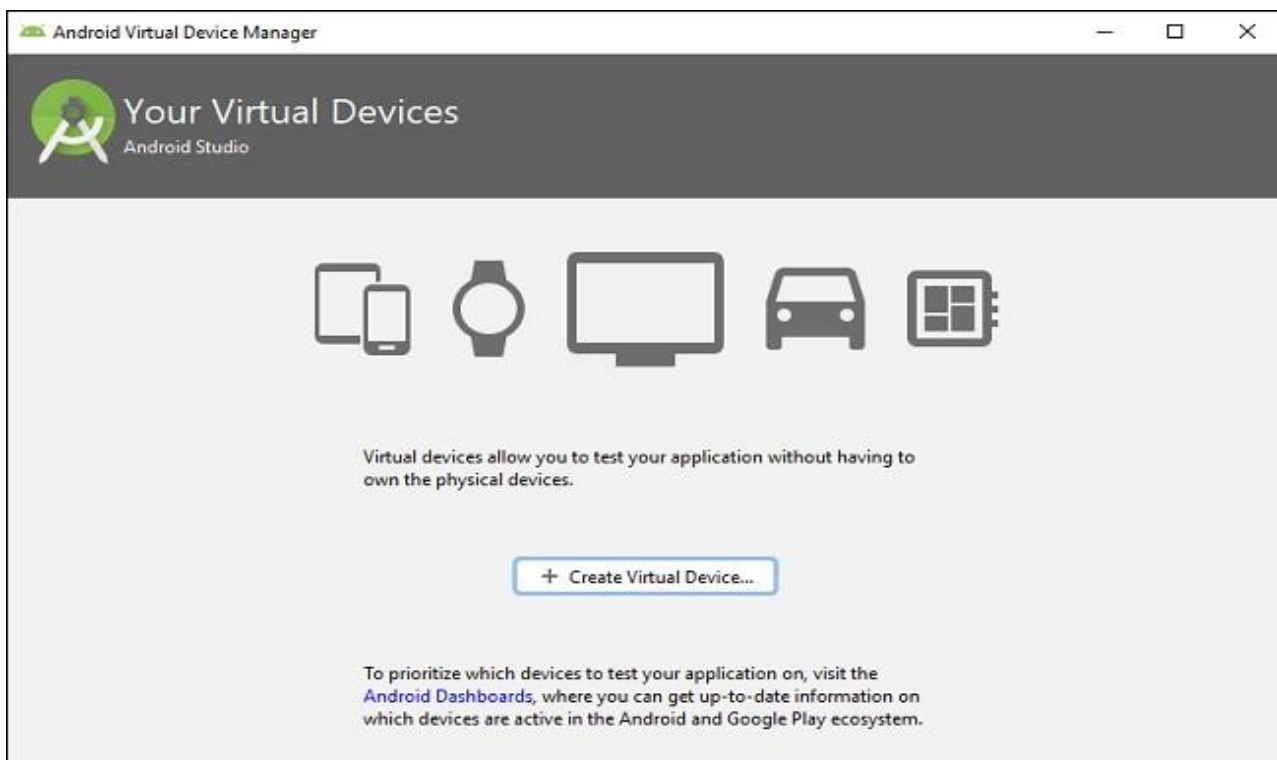 Android Virtual Device Manager
Your Virtual Devices
Android Studio
Virtual devices allow you to test your application without having to
own the physical devices.
+ Create Virtual Device...
To prioritize which devices to test your application on, visit the
Android Dashboards, where you can get up-to-date information on
which devices are active in the Android and Google Play ecosystem.